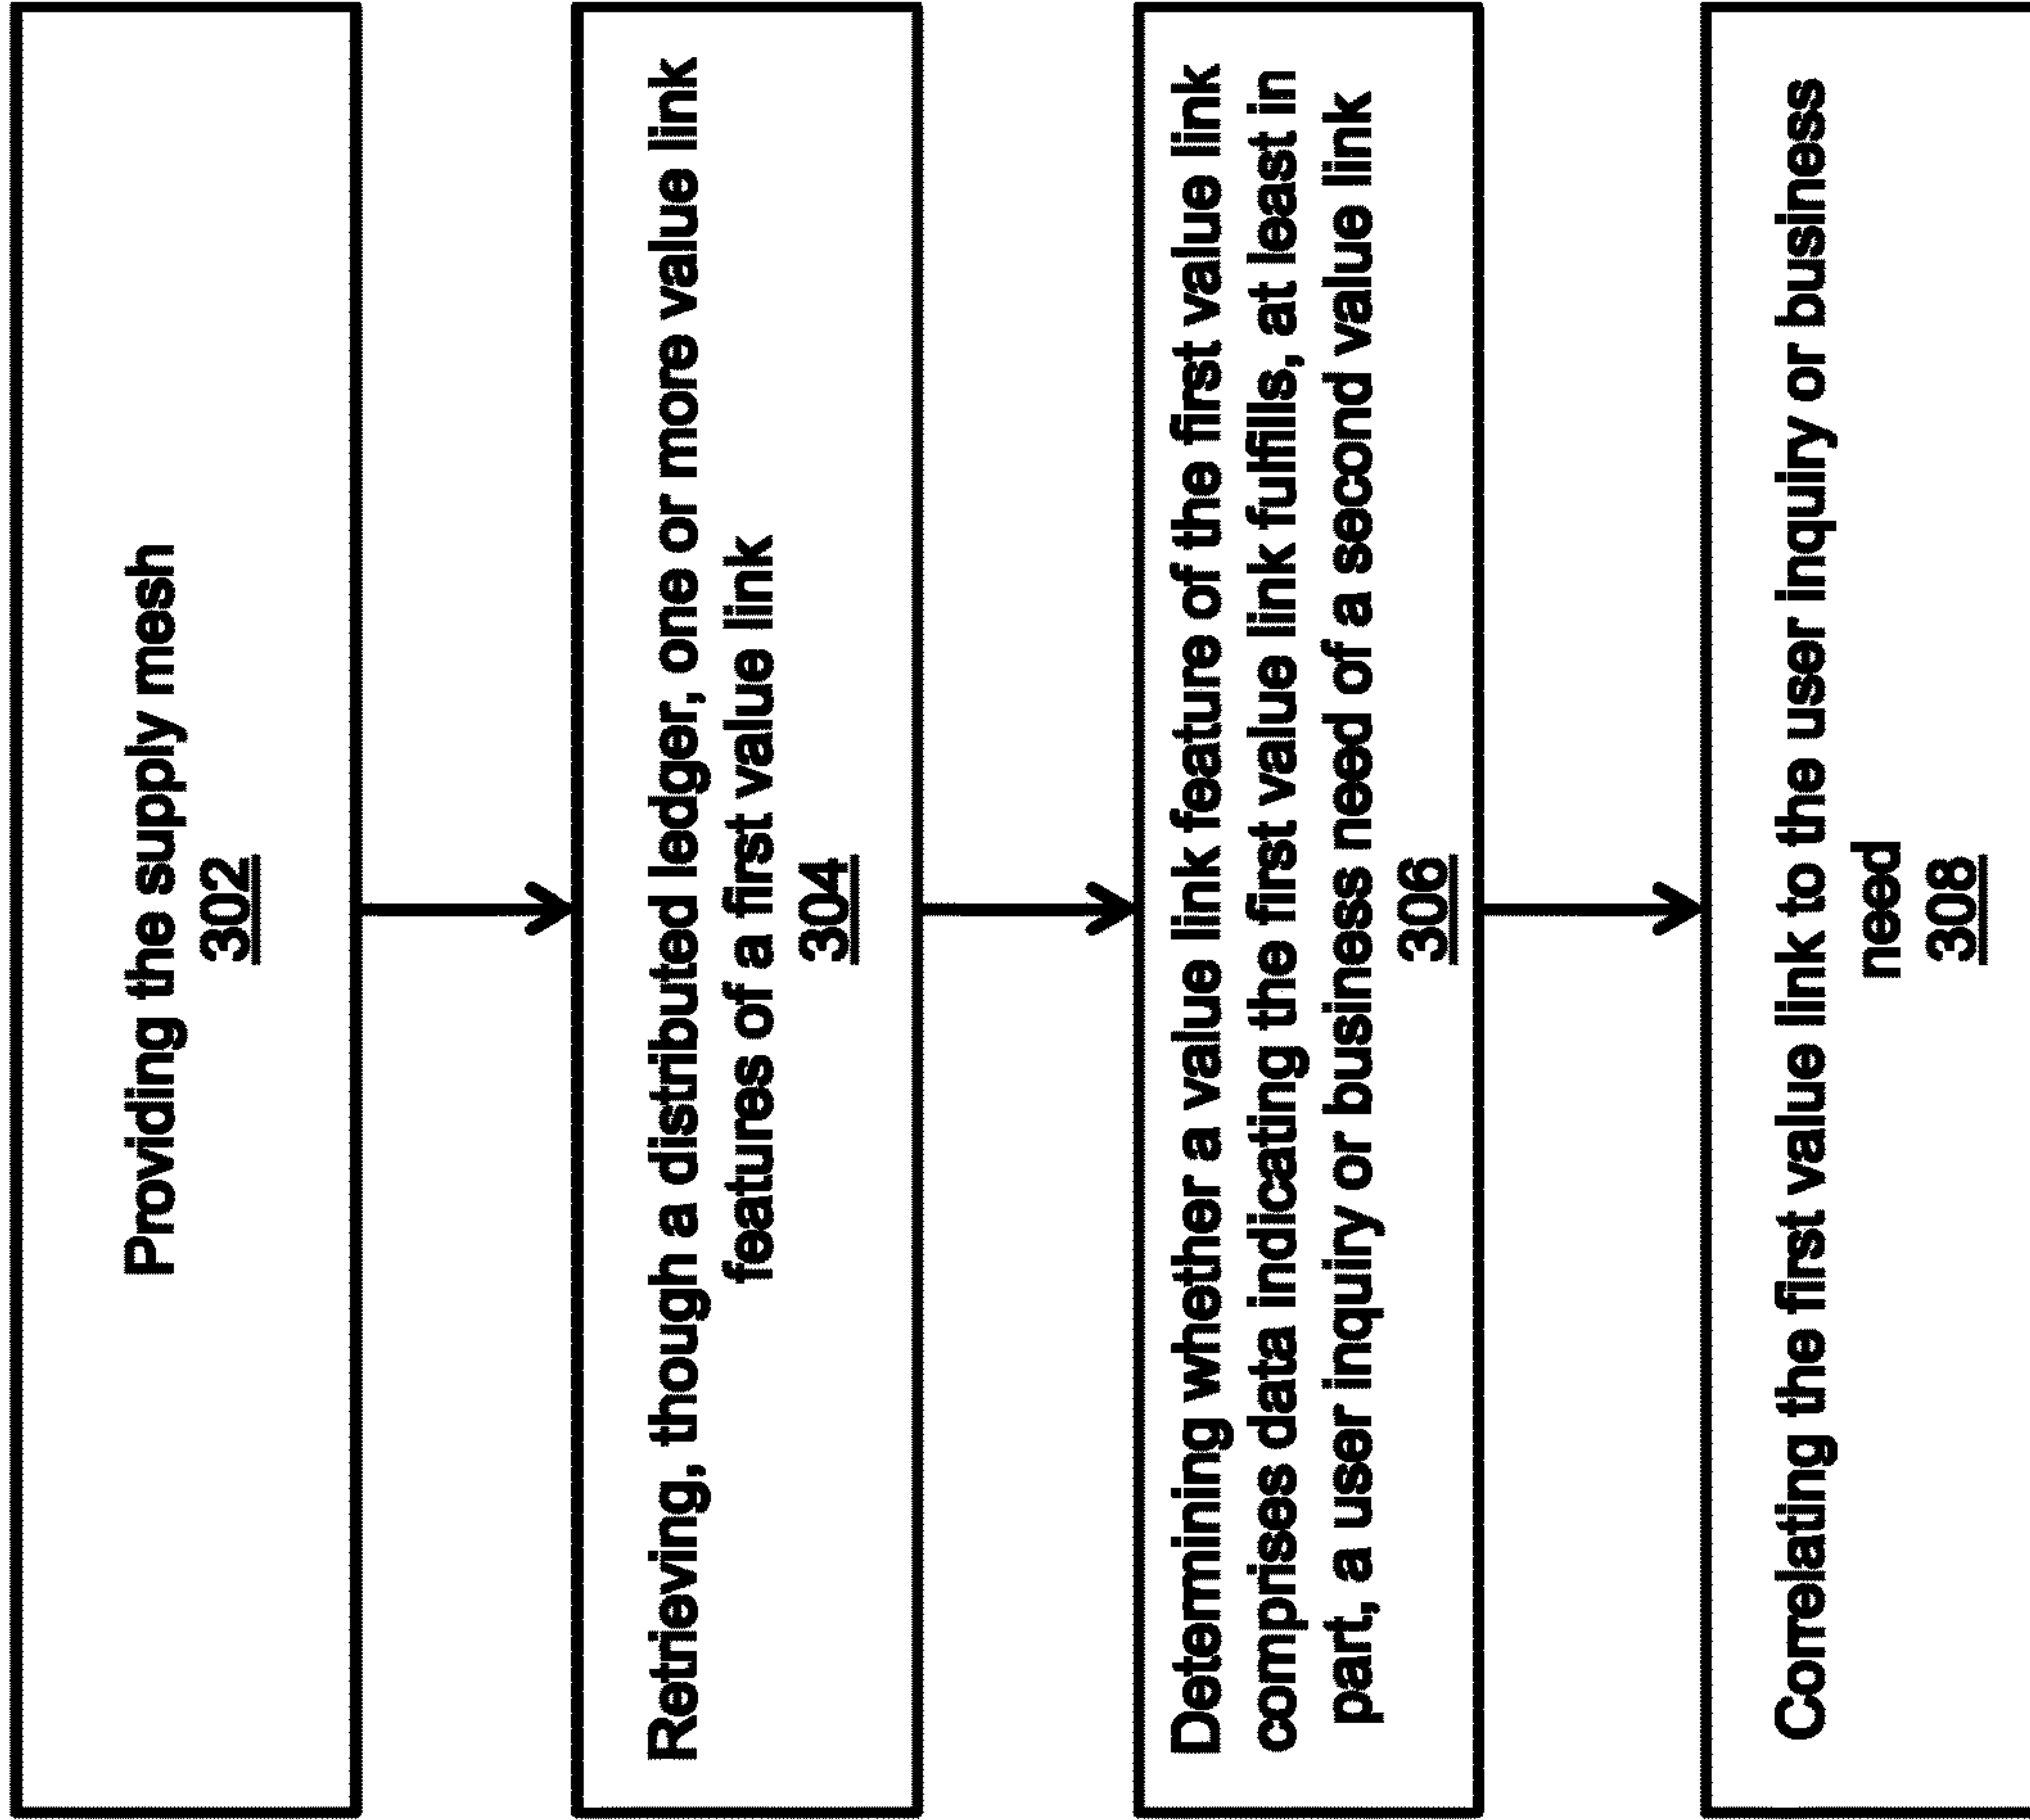 Providing the supply mesh
302
Retrieving, though a distributed ledger, one or more value link
features of a first value link
304
Determining whether a value link feature of the first value link
comprises data indicating the first value link fulfills, at least in
part, a user inquiry or business need of a second value link
306
Correlating the first value link to the user inquiry or business
need
308